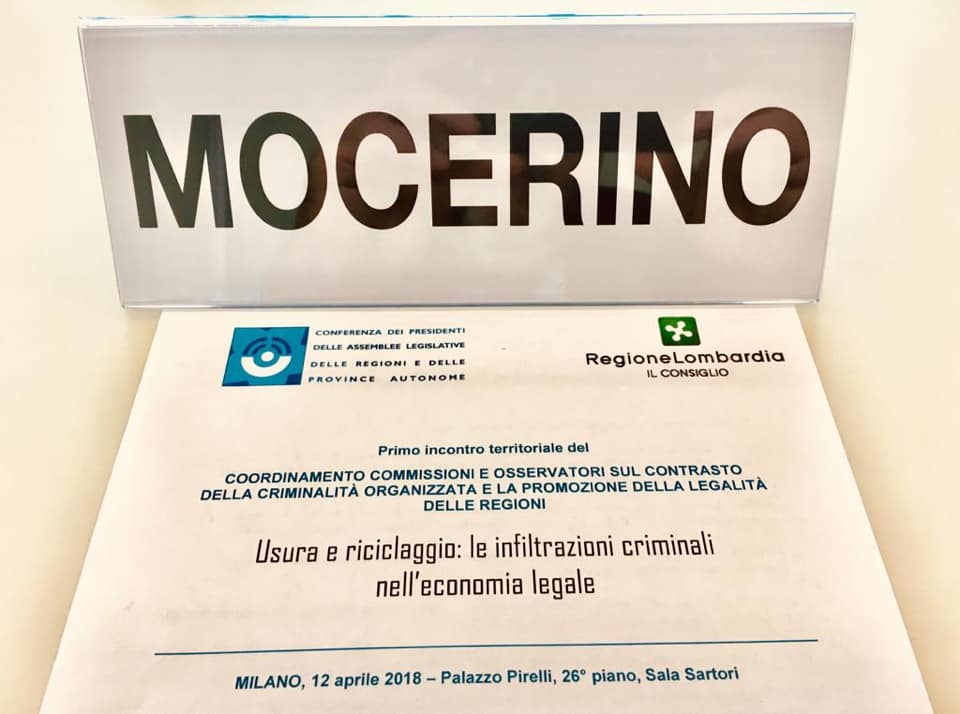 MOCERINO
CONFERENZA DEI PRESIDENTI
DELLE ASSEMBLEE LEGISLATIVE
DELLE REGIONI E DELLE
PROVINCE AUTONOME
RegioneLombardia
IL CONSIGLIO
Primo incontro territoriale del
COORDINAMENTO COMMISSIONI E OSSERVATORI SUL CONTRASTO
DELLA CRIMINALITÀ ORGANIZZATA E LA PROMOZIONE DELLA LEGALITÀ
DELLE REGIONI
Usura e riciclaggio: le infiltrazioni criminali
nell'economia legale
MILANO, 12 aprile 2018 – Palazzo Pirelli, 26° piano, Sala Sartori